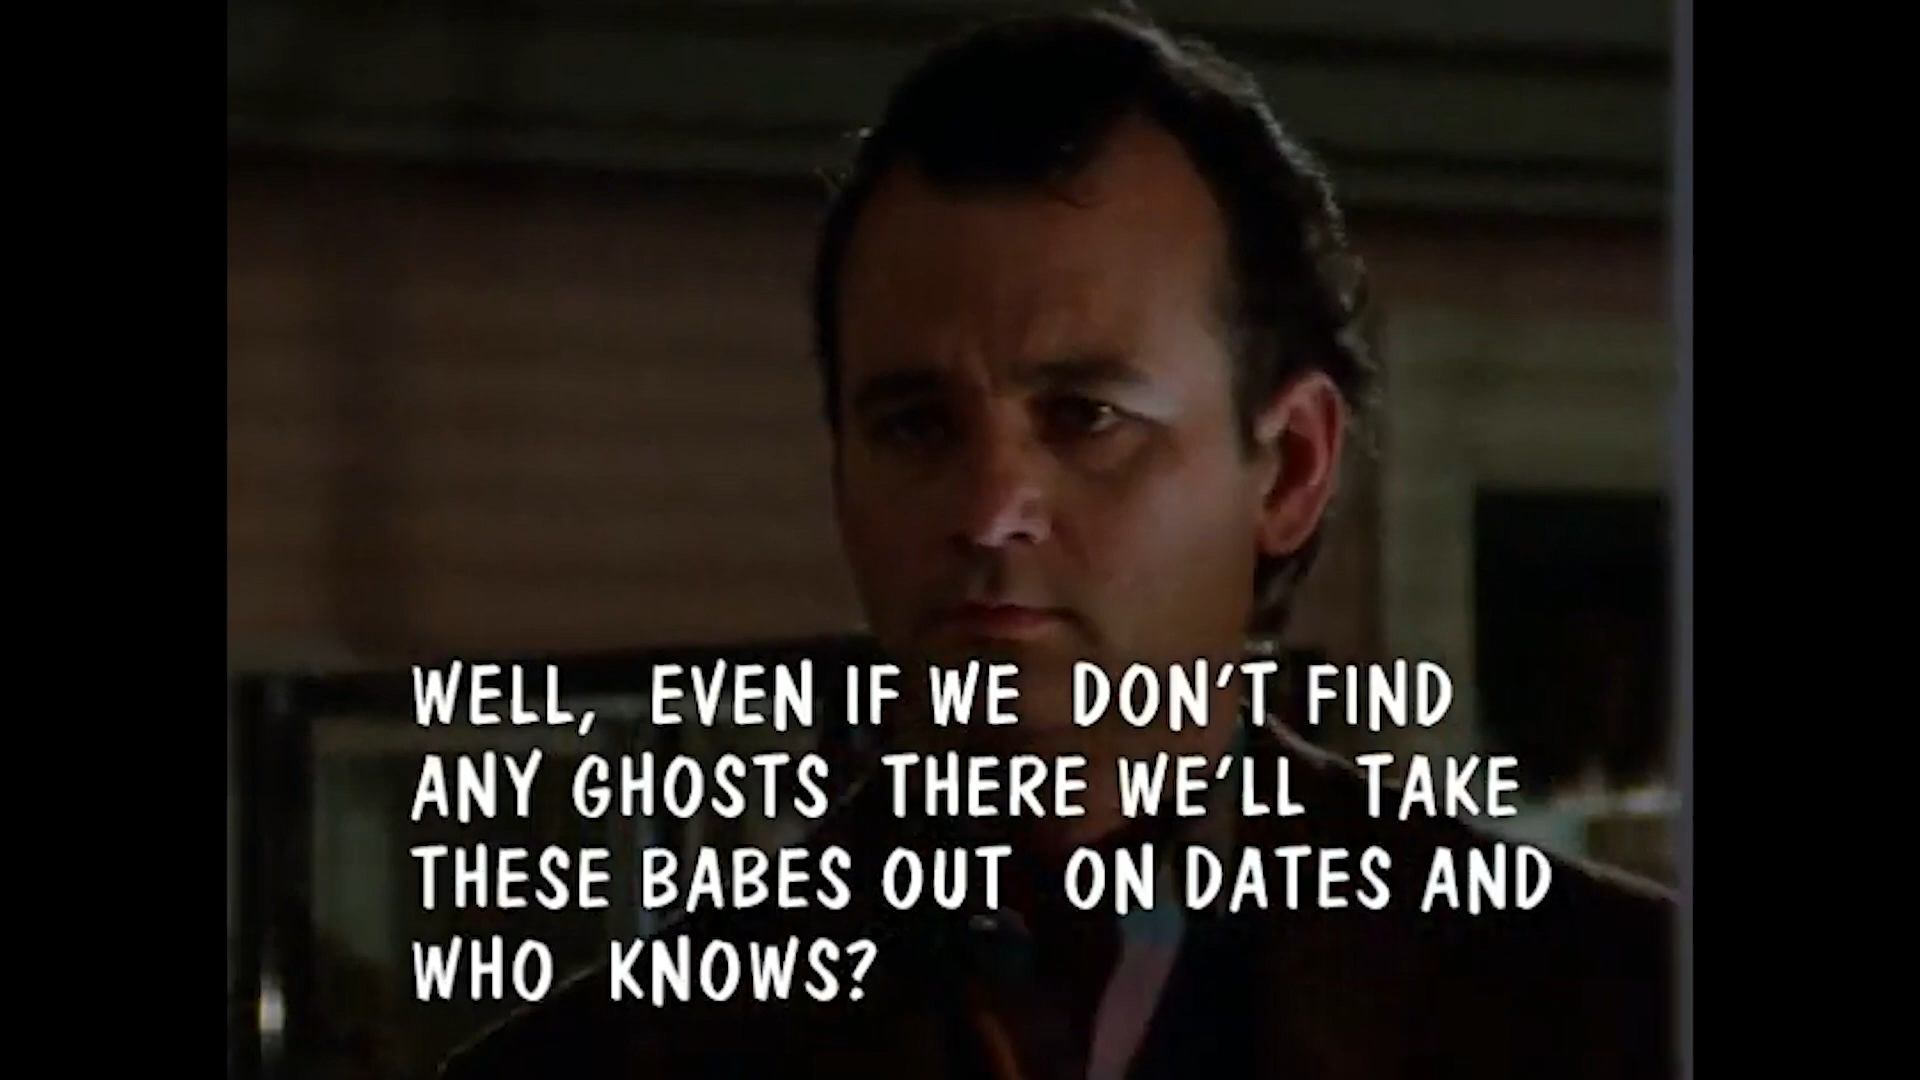 WELL, EVEN IF WE DON'T FIND
ANY GHOSTS THERE WE'LL TAKE
THESE BABES OUT ON DATES AND
WHO KNOWS?